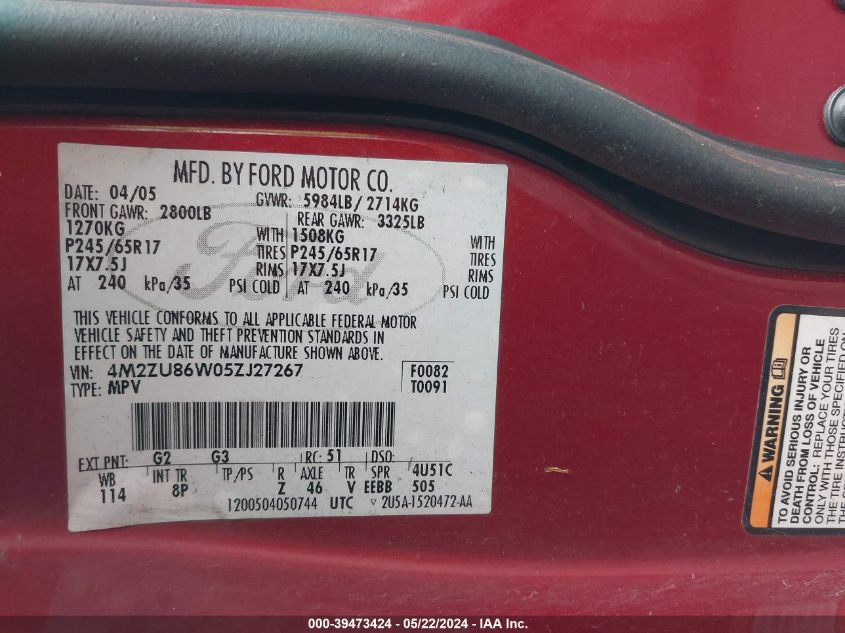 MFD. BY FORD MOTOR CO.
DATE: 04/05 GVWR: 5984LB/ 2714KG
FRONT GAWR: 2800LB REAR GAWR: 3325LB
1270KG WITH 1508KG WITH
P245/65R17 TIRES P245/65R17 TIRES
17X7.5J RIMS 17X7.5J RIMS
AT 240 kPa/35 PSI COLD AT 240 kPa/35 PSI COLD
Ford
THIS VEHICLE CONFORMS TO ALL APPLICABLE FEDERAL MOTOR
VEHICLE SAFETY AND THEFT PREVENTION STANDARDS IN
EFFECT ON THE DATE OF MANUFACTURE SHOWN ABOVE.
VIN: 4M2ZU86W05ZJ27267 F0082
TYPE: MPV T0091
EXT PNT: G2 G3 RC: 51 DSO:
WB INT TR TP/PS R AXLE TR SPR 4U51C
114 8P Z 46 V EEBB 505
1200504050744 UTC 2U5A-1520472-AA
WARNING
TO AVOID SERIOUS INJURY OR
DEATH FROM LOSS OF VEHICLE
CONTROL: REPLACE YOUR TIRES
ONLY WITH THOSE SPECIFIED ON
THE TIRE INSTRUCT
000-39473424 - 05/22/2024 - IAA Inc.